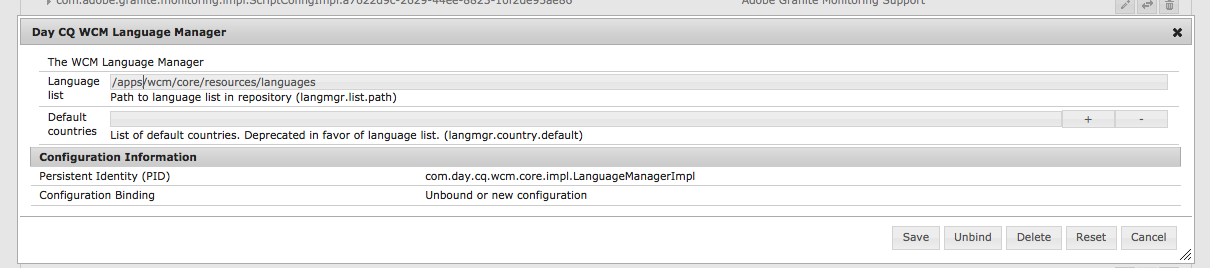 com.adobe.granite.monitoring.impl.ScriptConfigImpl.a7622d9c-2629-44ee-8823-10f2de95ae86 Adobe Granite Monitoring Support
Day CQ WCM Language Manager
The WCM Language Manager
Language list /apps/wcm/core/resources/languages
Path to language list in repository (langmgr.list.path)
Default countries + -
List of default countries. Deprecated in favor of language list. (langmgr.country.default)
Configuration Information
Persistent Identity (PID) com.day.cq.wcm.core.impl.LanguageManagerImpl
Configuration Binding Unbound or new configuration
Save Unbind Delete Reset Cancel